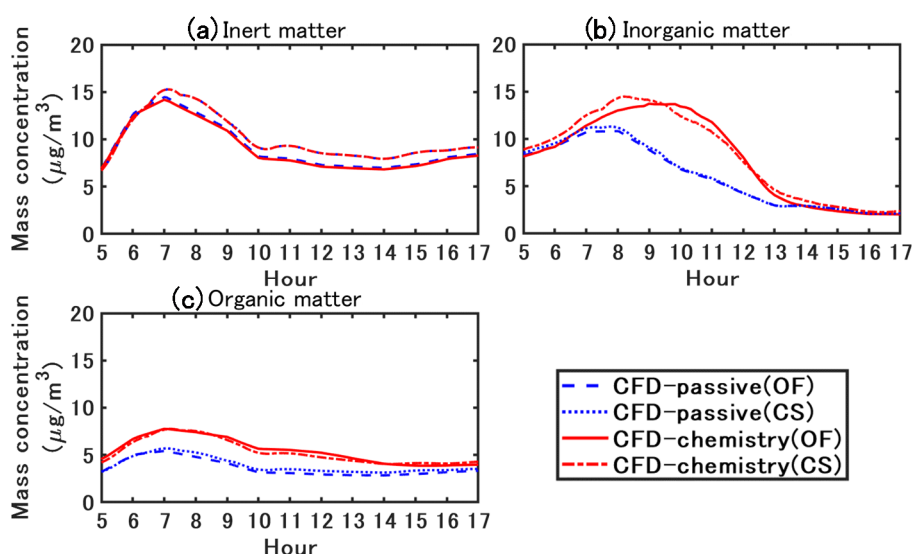 (a) Inert matter
Mass concentration
(μg/m³)
20
15
10
5
0
5 6 7 8 9 10 11 12 13 14 15 16 17
Hour
(b) Inorganic matter
20
15
10
5
0
5 6 7 8 9 10 11 12 13 14 15 16 17
Hour
(c) Organic matter
Mass concentration
(μg/m³)
20
15
10
5
0
5 6 7 8 9 10 11 12 13 14 15 16 17
Hour
CFD-passive(OF)
CFD-passive(CS)
CFD-chemistry(OF)
CFD-chemistry(CS)